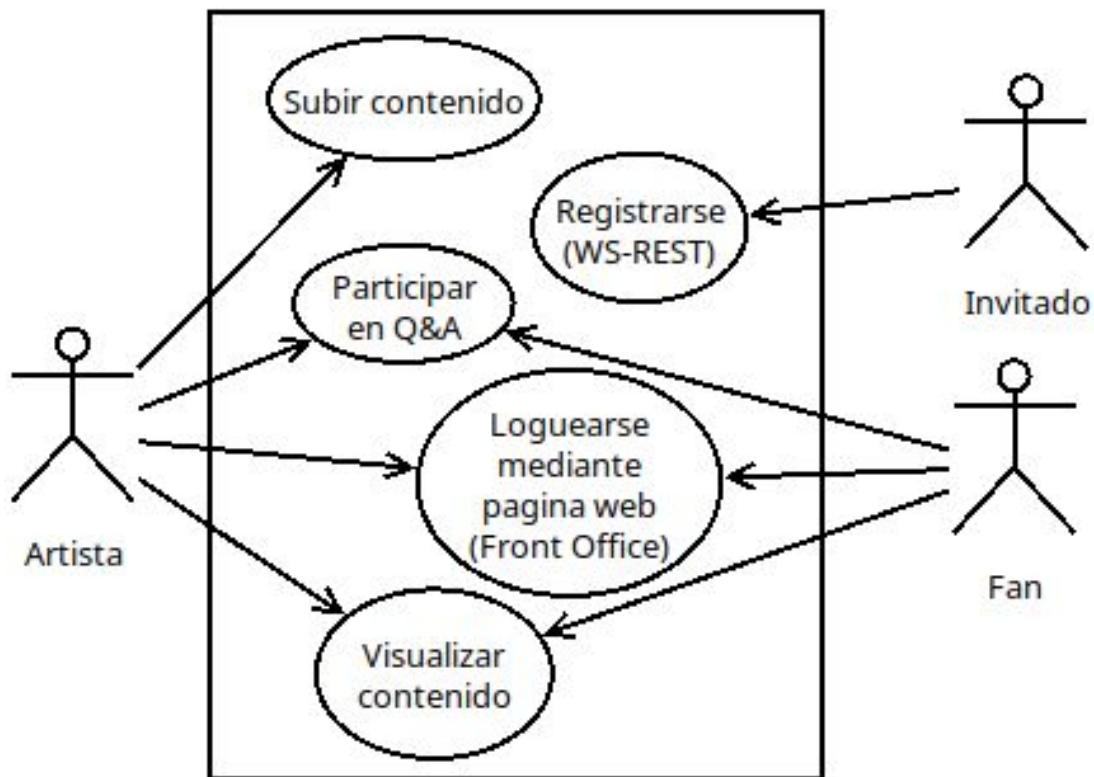 Subir contenido
Registrarse
(WS-REST)
Invitado
Participar
en Q&A
Loguearse
mediante
pagina web
(Front Office)
Artista
Fan
Visualizar
contenido